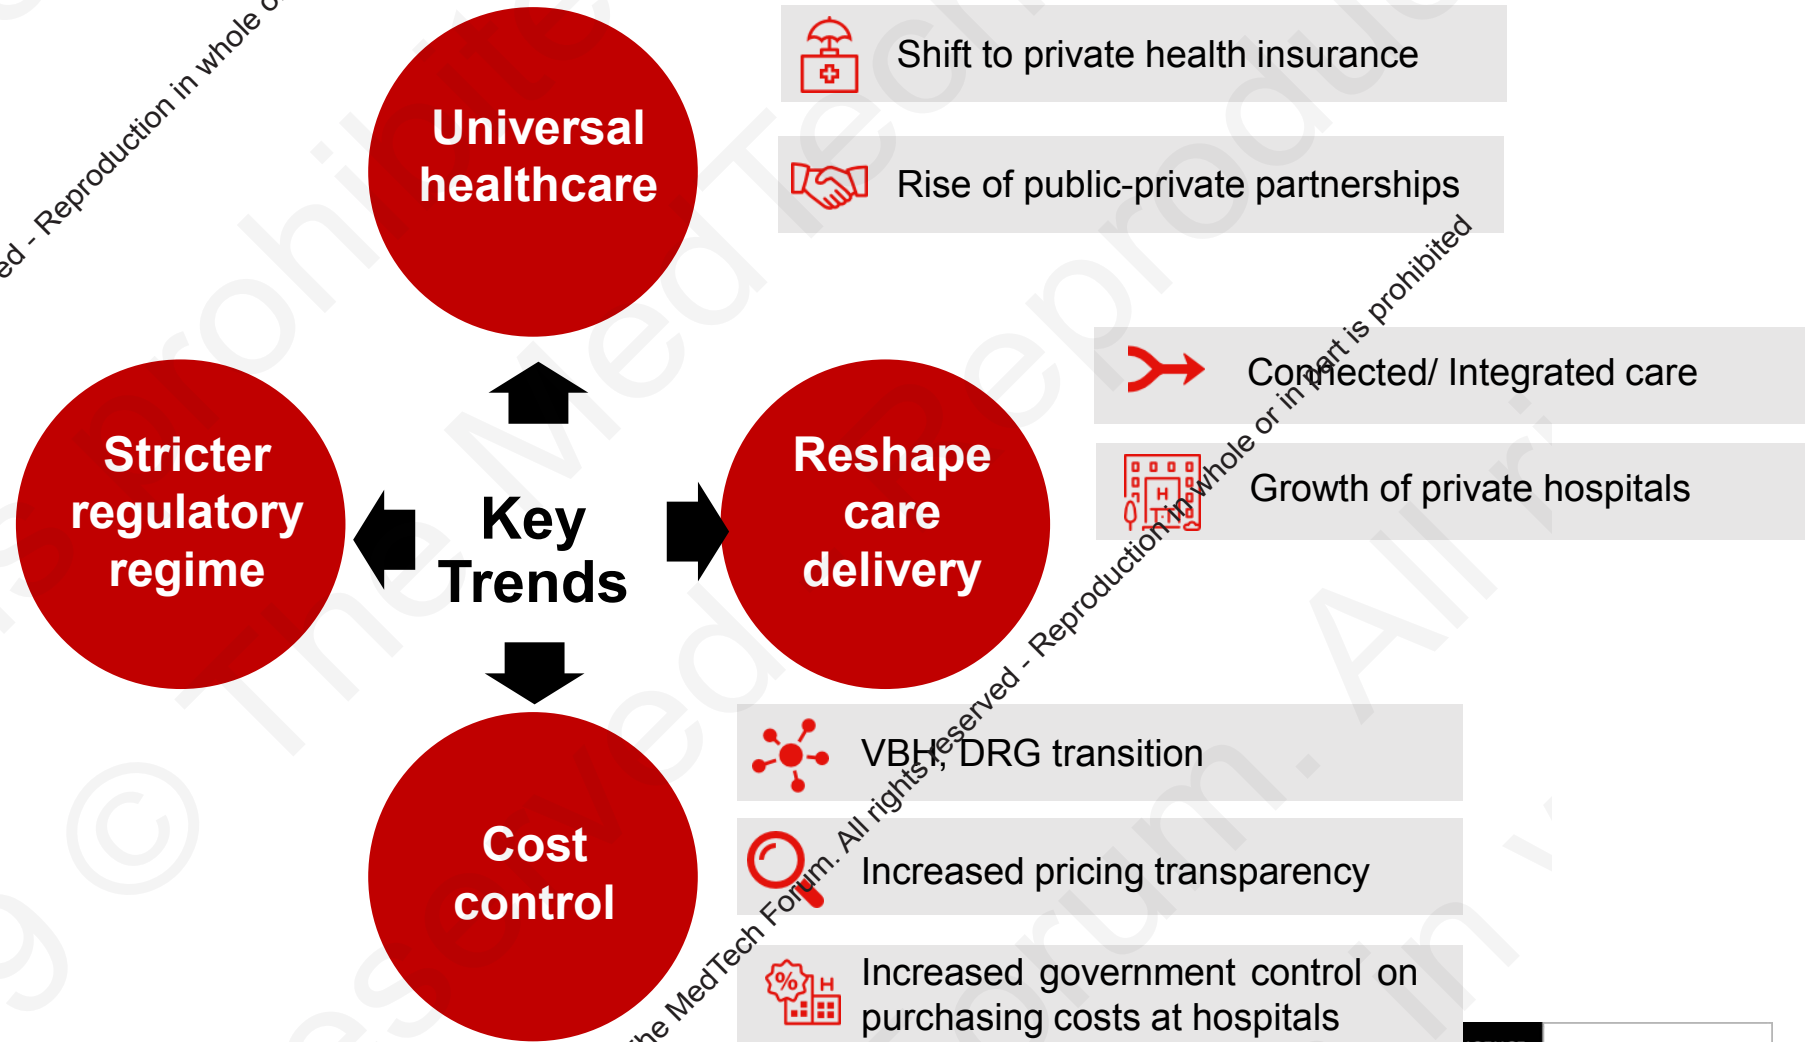 Universal
healthcare
Shift to private health insurance
Rise of public-private partnerships
Stricter
regulatory
regime
Key
Trends
Reshape
care
delivery
Connected/ Integrated care
Growth of private hospitals
Cost
control
VBH, DRG transition
Increased pricing transparency
Increased government control on
purchasing costs at hospitals
- Reproduction in whole
The MedTech Forum. All rights reserved - Reproduction in whole or in part is prohibited